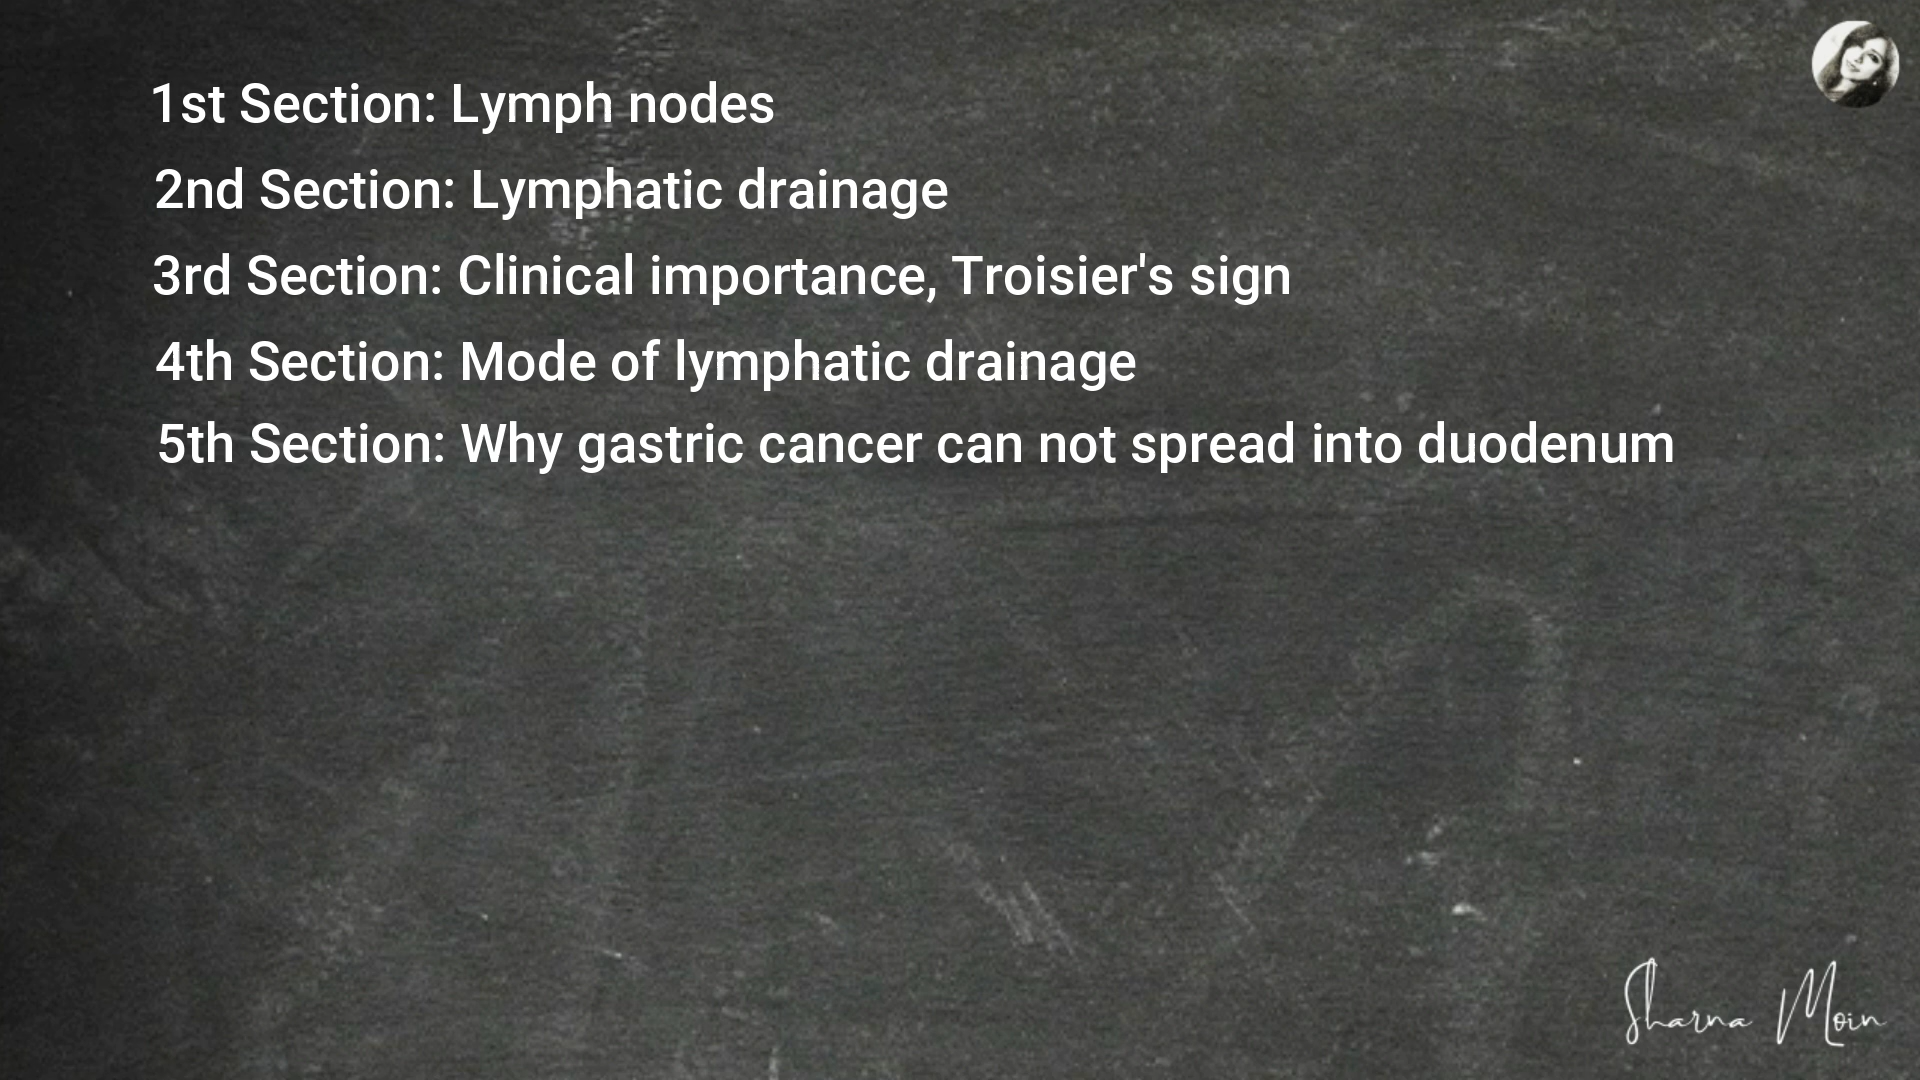 1st Section: Lymph nodes
2nd Section: Lymphatic drainage
3rd Section: Clinical importance, Troisier's sign
4th Section: Mode of lymphatic drainage
5th Section: Why gastric cancer can not spread into duodenum
Sharna Moin